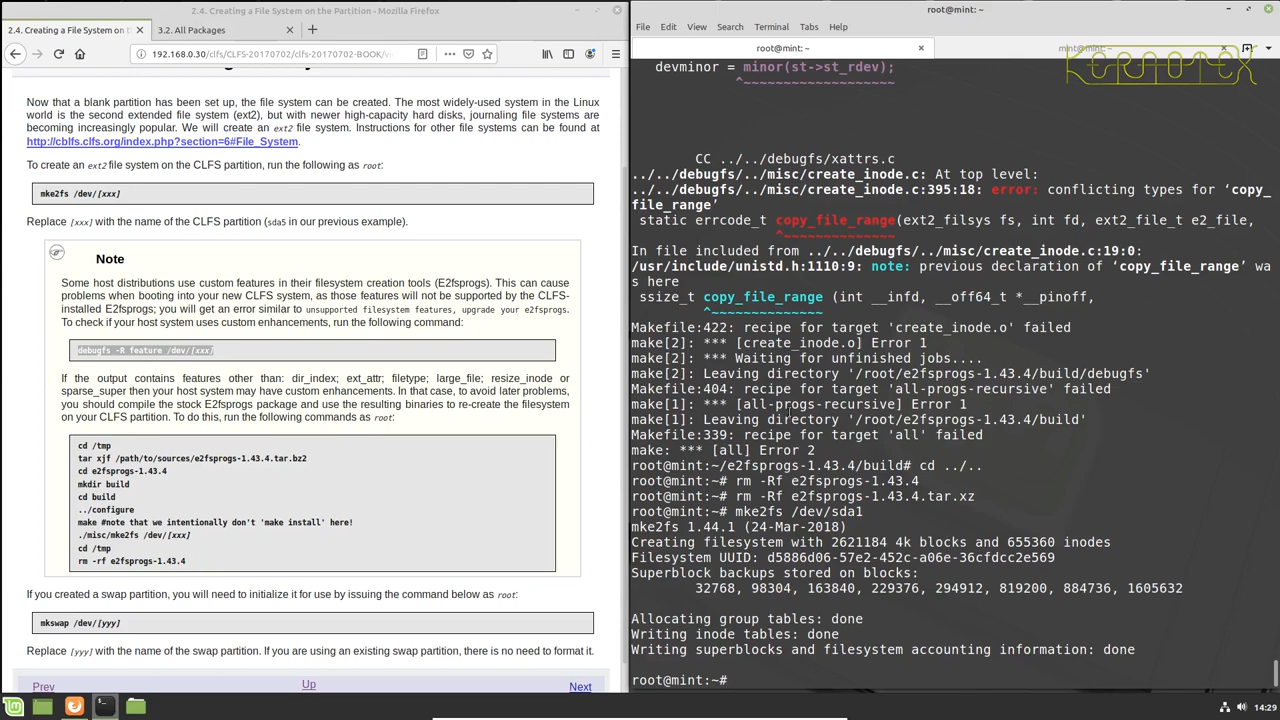 2.4. Creating a File System on the Partition - Mozilla Firefox
2.4. Creating a File System on t
3.2. All Packages
192.168.0.30/clfs/CLFS-20170702/clfs-20170702-BOOK/v
Now that a blank partition has been set up, the file system can be created. The most widely-used system in the Linux
world is the second extended file system (ext2), but with newer high-capacity hard disks, journaling file systems are
becoming increasingly popular. We will create an ext2 file system. Instructions for other file systems can be found at
http://cblfs.clfs.org/index.php?section=6#File_System.
To create an ext2 file system on the CLFS partition, run the following as root:
mke2fs /dev/[xxx]
Replace [xxx] with the name of the CLFS partition (sda5 in our previous example).
Note
Some host distributions use custom features in their filesystem creation tools (E2fsprogs). This can cause
problems when booting into your new CLFS system, as those features will not be supported by the CLFS-
installed E2fsprogs; you will get an error similar to unsupported filesystem features, upgrade your e2fsprogs.
To check if your host system uses custom enhancements, run the following command:
debugfs -R feature /dev/[xxx]
If the output contains features other than: dir_index; ext_attr; filetype; large_file; resize_inode or
sparse_super then your host system may have custom enhancements. In that case, to avoid later problems,
you should compile the stock E2fsprogs package and use the resulting binaries to re-create the filesystem
on your CLFS partition. To do this, run the following commands as root:
cd /tmp
tar xjf /path/to/sources/e2fsprogs-1.43.4.tar.bz2
cd e2fsprogs-1.43.4
mkdir build
cd build
../configure
make #note that we intentionally don't 'make install' here!
./misc/mke2fs /dev/[xxx]
cd /tmp
rm -rf e2fsprogs-1.43.4
If you created a swap partition, you will need to initialize it for use by issuing the command below as root:
mkswap /dev/[yyy]
Replace [yyy] with the name of the swap partition. If you are using an existing swap partition, there is no need to format it.
Prev Up Next
root@mint: ~
File Edit View Search Terminal Tabs Help
root@mint: ~ root@mint: ~
devminor = minor(st->st_rdev);
^~~~~~~~~~~~~~~~
CC ../../debugfs/xattrs.c
../../debugfs/../misc/create_inode.c: At top level:
../../debugfs/../misc/create_inode.c:395:18: error: conflicting types for ‘copy_
file_range’
static errcode_t copy_file_range(ext2_filsys fs, int fd, ext2_file_t e2_file,
^~~~~~~~~~~~~~~
In file included from ../../debugfs/../misc/create_inode.c:19:0:
/usr/include/unistd.h:1110:9: note: previous declaration of ‘copy_file_range’ wa
s here
ssize_t copy_file_range (int __infd, __off64_t *__pinoff,
^~~~~~~~~~~~~~~
Makefile:422: recipe for target 'create_inode.o' failed
make[2]: *** [create_inode.o] Error 1
make[2]: *** Waiting for unfinished jobs....
make[2]: Leaving directory '/root/e2fsprogs-1.43.4/build/debugfs'
Makefile:404: recipe for target 'all-progs-recursive' failed
make[1]: *** [all-progs-recursive] Error 1
make[1]: Leaving directory '/root/e2fsprogs-1.43.4/build'
Makefile:339: recipe for target 'all' failed
make: *** [all] Error 2
root@mint:~/e2fsprogs-1.43.4/build# cd ../..
root@mint:~# rm -Rf e2fsprogs-1.43.4
root@mint:~# rm -Rf e2fsprogs-1.43.4.tar.xz
root@mint:~# mke2fs /dev/sda1
mke2fs 1.44.1 (24-Mar-2018)
Creating filesystem with 2621184 4k blocks and 655360 inodes
Filesystem UUID: d5886d06-57e2-452c-a06e-36cfdcc2e569
Superblock backups stored on blocks:
32768, 98304, 163840, 229376, 294912, 819200, 884736, 1605632
Allocating group tables: done
Writing inode tables: done
Writing superblocks and filesystem accounting information: done
root@mint:~#
14:29